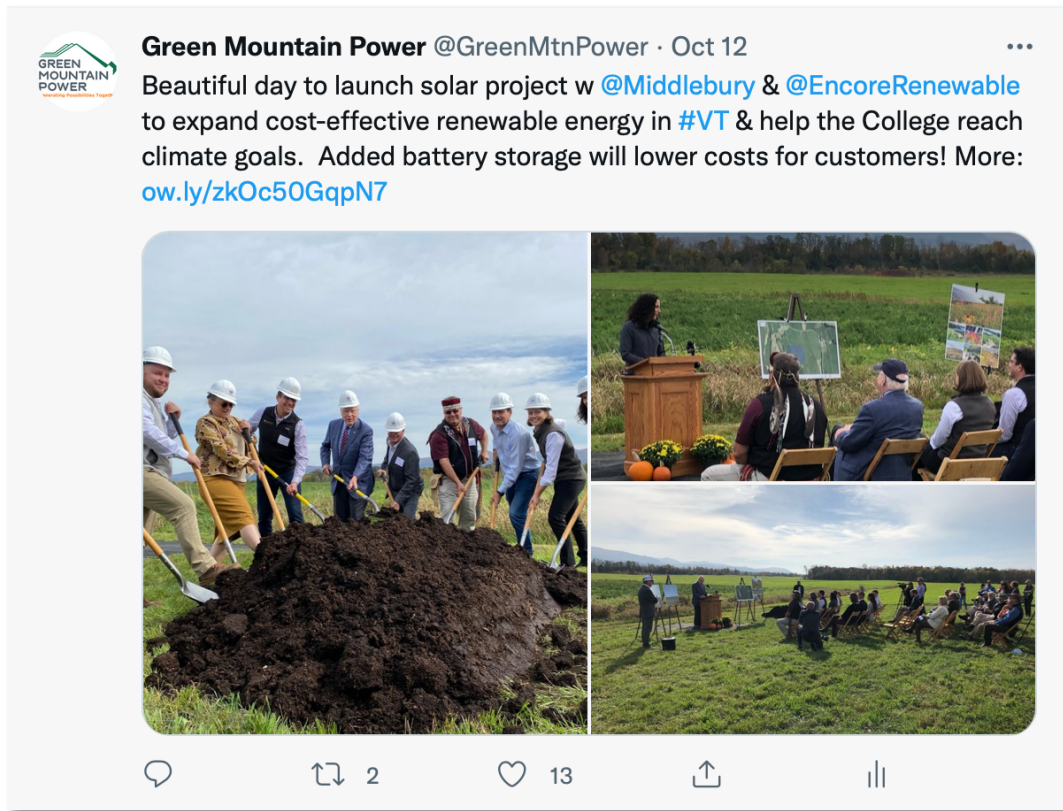 GREEN
MOUNTAIN
POWER
Green Mountain Power @GreenMtnPower · Oct 12
Beautiful day to launch solar project w @Middlebury & @EncoreRenewable
to expand cost-effective renewable energy in #VT & help the College reach
climate goals.  Added battery storage will lower costs for customers! More:
ow.ly/zkOc50GqpN7
2
13